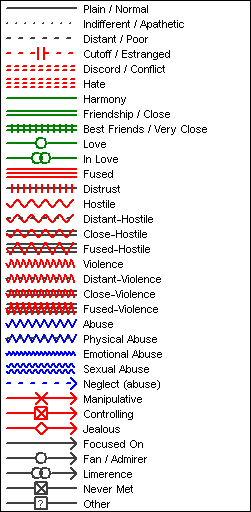 Plain / Normal
Indifferent / Apathetic
Distant / Poor
Cutoff / Estranged
Discord / Conflict
Hate
Harmony
Friendship / Close
Best Friends / Very Close
Love
In Love
Fused
Distrust
Hostile
Distant-Hostile
Close-Hostile
Fused-Hostile
Violence
Distant-Violence
Close-Violence
Fused-Violence
Abuse
Physical Abuse
Emotional Abuse
Sexual Abuse
Neglect (abuse)
Manipulative
Controlling
Jealous
Focused On
Fan / Admirer
Limerence
Never Met
? Other